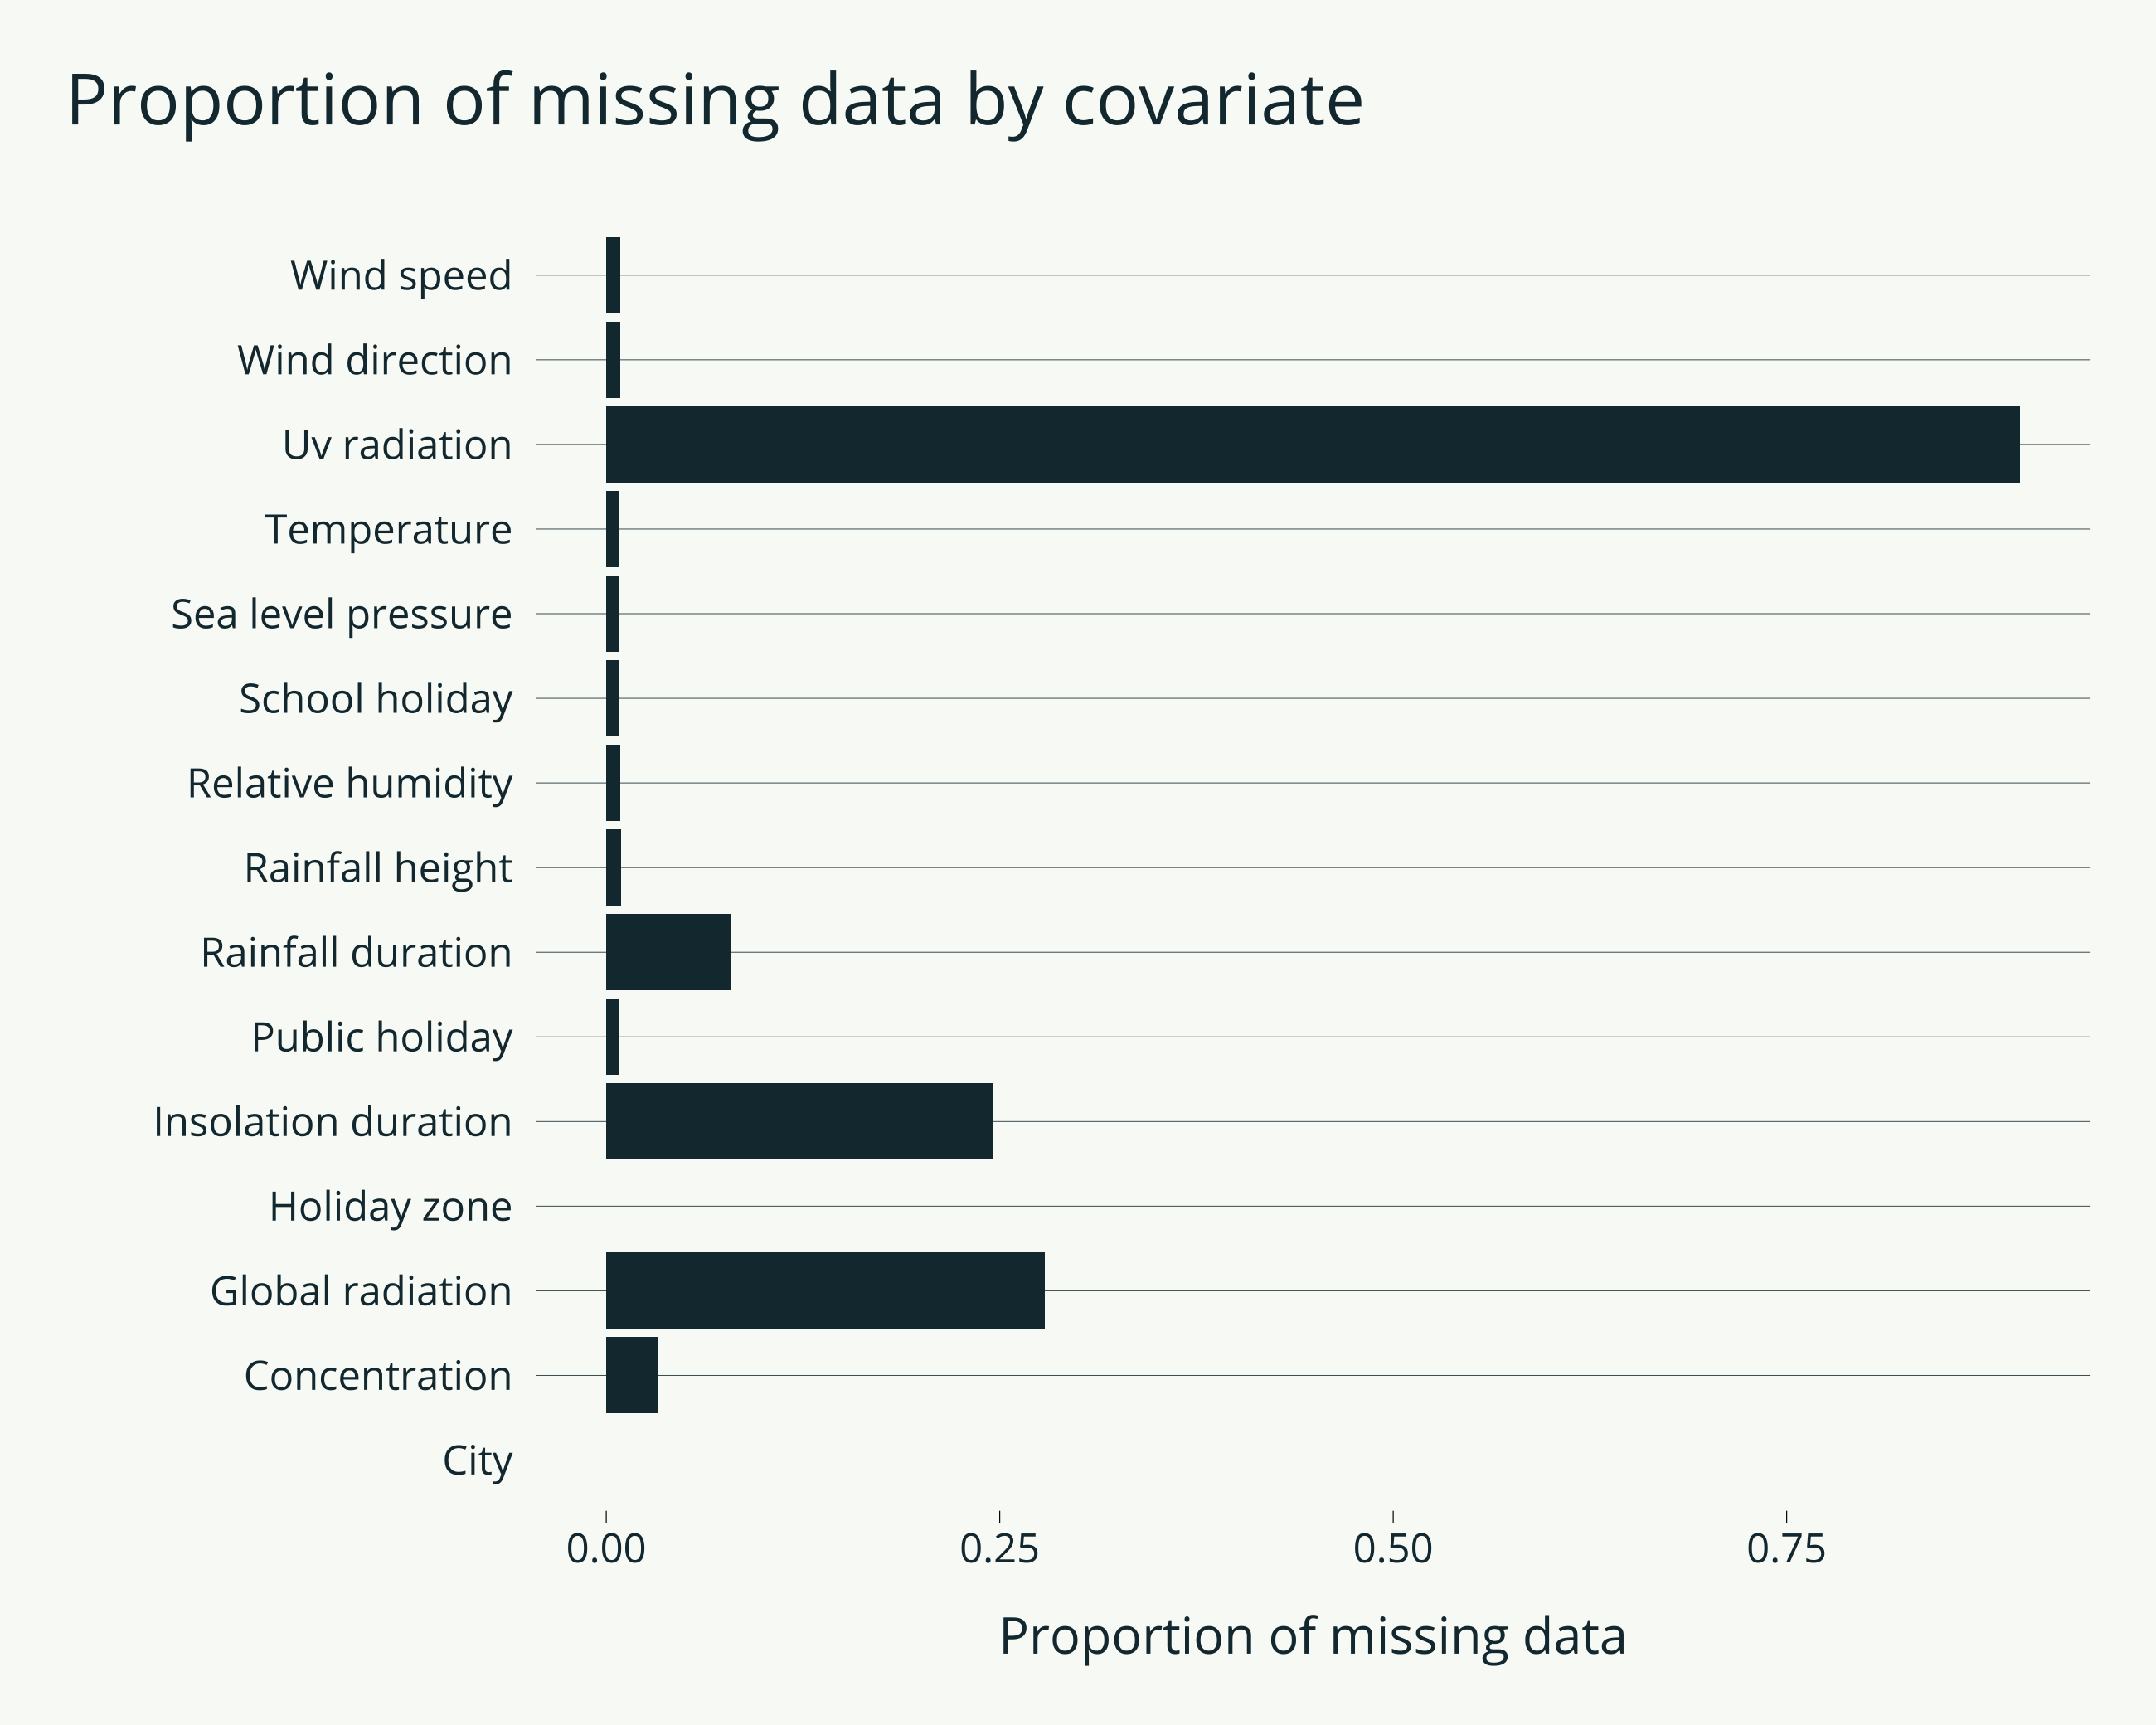 Proportion of missing data by covariate
Wind speed
Wind direction
Uv radiation
Temperature
Sea level pressure
School holiday
Relative humidity
Rainfall height
Rainfall duration
Public holiday
Insolation duration
Holiday zone
Global radiation
Concentration
City
0.00 0.25 0.50 0.75
Proportion of missing data